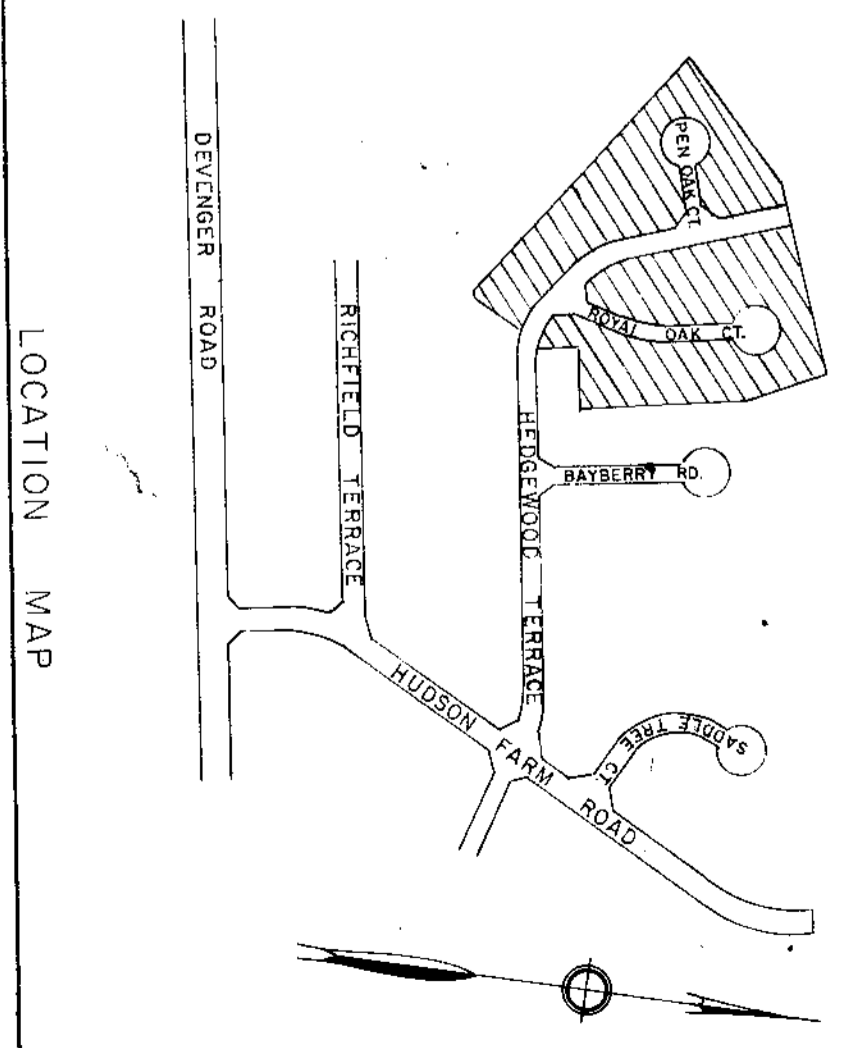 LOCATION MAP
DEVENGER ROAD
RICHFIELD TERRACE
HEDGEWOOD TERRACE
HUDSON FARM ROAD
PEN OAK CT.
ROYAL OAK CT.
BAYBERRY RD.
SADDLE TREE CT.